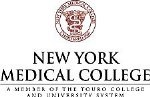 NEW YORK
MEDICAL COLLEGE
A MEMBER OF THE TOURO COLLEGE
AND UNIVERSITY SYSTEM